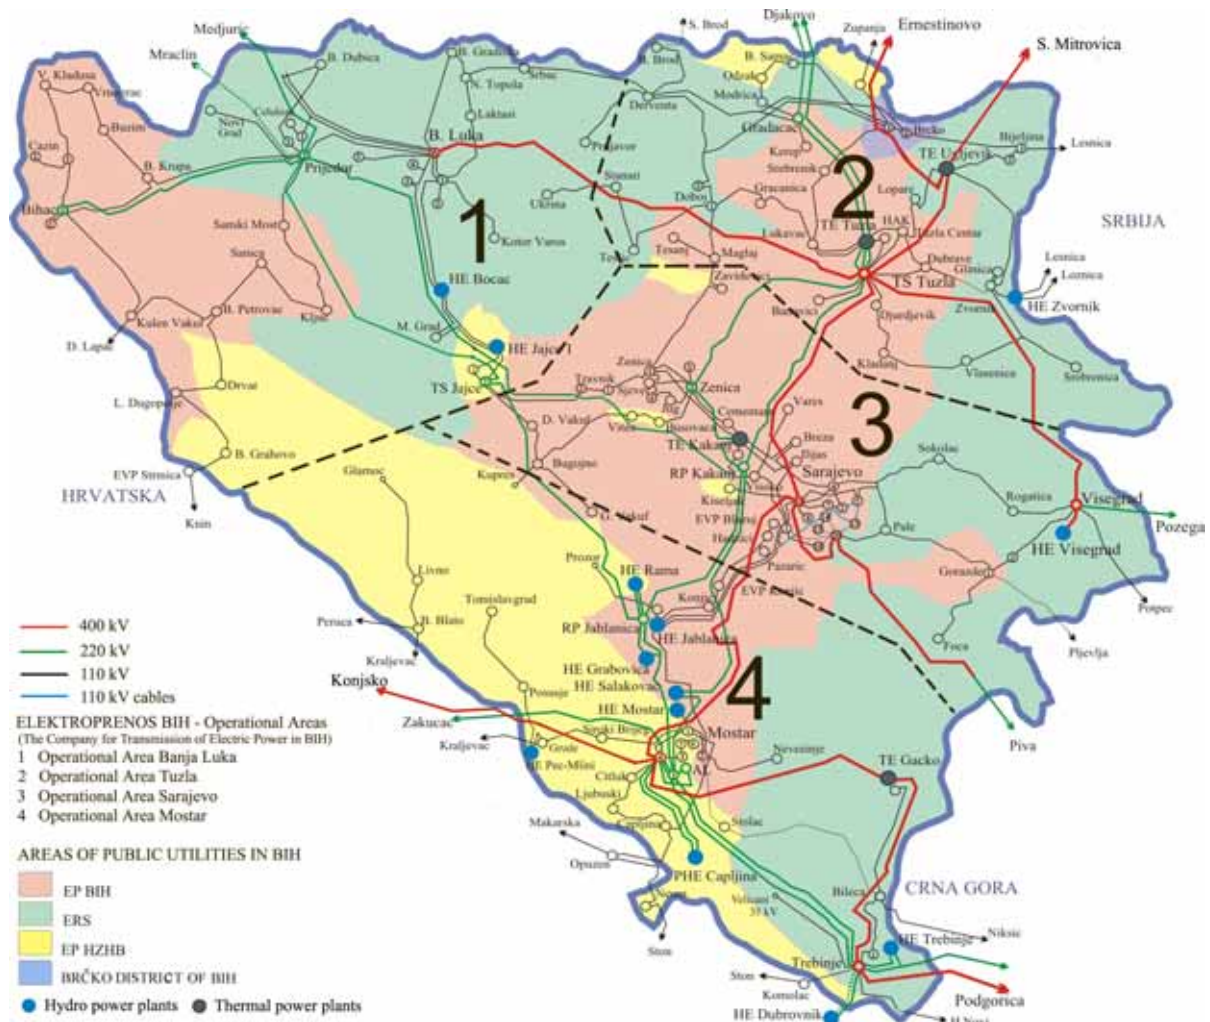 Medjuric
Mraclin
Djakovo
Ernestinovo
S. Mitrovica
S. Brod
Zupanja
B. Dubica
B. Gradiska
B. Brod
B. Samac
Odzak
Modrica
Srbac
N. Topola
Laktasi
Derventa
Prnjavor
V. Kladusa
Vrnograc
Buzim
Cazin
B. Krupa
Bihac
Novi
Grad
Prijedor
B. Luka
Gradacac
Brcko
TE Ugljevik
Bijeljina
Lesnica
Srebrenik
Gracanica
Lopare
Lukavac
TE Tuzla
HAK
Tuzla Centar
Dubrave
Glinica
Lesnica
Loznica
SRBIJA
Stanari
Doboj
Ukrina
Kotor Varos
Teslic
Tesanj
Maglaj
Zavidovici
TS Tuzla
Banovici
Djurdjevik
Zvornik
HE Zvornik
Sanski Most
Sanica
Kljuc
B. Petrovac
Kulen Vakuf
D. Lapac
1
2
3
4
HE Bocac
M. Grad
HE Jajce I
TS Jajce
Kladanj
Vlasenica
Srebrenica
Drvar
B. Grahovo
EVP Strmica
Knin
HRVATSKA
Glamoc
Zenica
Zenica
Travnik
Vitez
Busovaca
D. Vakuf
Bugojno
Kupres
G. Vakuf
TE Kakanj
RP Kakanj
Vares
Breza
Ilijas
Sarajevo
Kiseljak
Hadzici
Pazaric
Sokolac
Rogatica
Pale
Visegrad
HE Visegrad
Pozega
Gorazde
Foca
Potpec
Pljevlja
Piva
Prozor
HE Rama
EVP Konjic
Konjic
RP Jablanica
HE Jablanica
HE Grabovica
HE Salakovac
HE Mostar
Mostar
Livno
Tomislavgrad
B. Blato
Peruca
Kraljevac
Posusje
Konjsko
Zakucac
Kraljevac
Grude
HE Pec-Mlini
Siroki Brijeg
Citluk
Ljubuski
Capljina
Makarska
Opuzen
Neum
Ston
AL
Nevesinje
TE Gacko
Stolac
PHE Capljina
Bileca
CRNA GORA
Niksic
HE Trebinje
Trebinje
Ston
Komolac
HE Dubrovnik
Podgorica
H.Novi
400 kV
220 kV
110 kV
110 kV cables
ELEKTROPRENOS BIH - Operational Areas
(The Company for Transmission of Electric Power in BIH)
1 Operational Area Banja Luka
2 Operational Area Tuzla
3 Operational Area Sarajevo
4 Operational Area Mostar
AREAS OF PUBLIC UTILITIES IN BIH
EP BIH
ERS
EP HZHB
BRČKO DISTRICT OF BIH
Hydro power plants
Thermal power plants